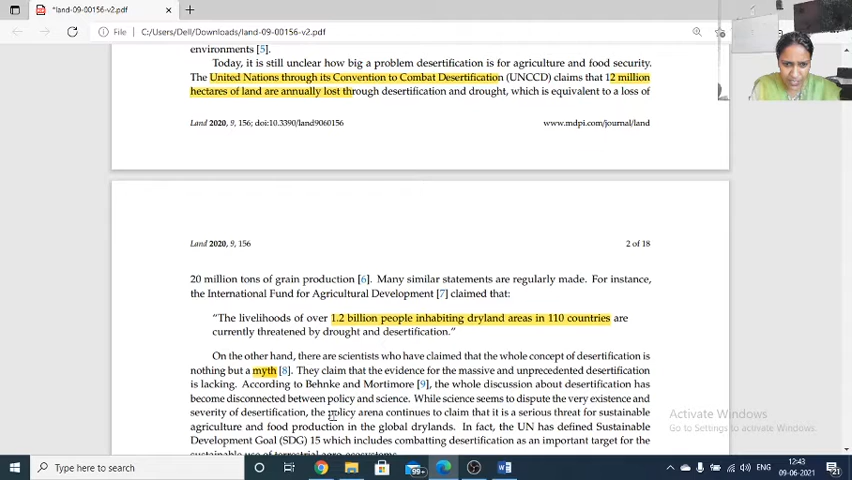 *land-09-00156-v2.pdf
File
C:/Users/Dell/Downloads/land-09-00156-v2.pdf
environments [5].
Today, it is still unclear how big a problem desertification is for agriculture and food security.
The United Nations through its Convention to Combat Desertification (UNCCD) claims that 12 million
hectares of land are annually lost through desertification and drought, which is equivalent to a loss of
Land 2020, 9, 156; doi:10.3390/land9060156
www.mdpi.com/journal/land
Land 2020, 9, 156
2 of 18
20 million tons of grain production [6]. Many similar statements are regularly made. For instance,
the International Fund for Agricultural Development [7] claimed that:
“The livelihoods of over 1.2 billion people inhabiting dryland areas in 110 countries are
currently threatened by drought and desertification.”
On the other hand, there are scientists who have claimed that the whole concept of desertification is
nothing but a myth [8]. They claim that the evidence for the massive and unprecedented desertification
is lacking. According to Behnke and Mortimore [9], the whole discussion about desertification has
become disconnected between policy and science. While science seems to dispute the very existence and
severity of desertification, the policy arena continues to claim that it is a serious threat for sustainable
agriculture and food production in the global drylands. In fact, the UN has defined Sustainable
Development Goal (SDG) 15 which includes combatting desertification as an important target for the
sustainable use of terrestrial agro-ecosystems.
Activate Windows
Go to Settings to activate Windows.
Type here to search
99+
ENG
12:43
09-06-2021
21